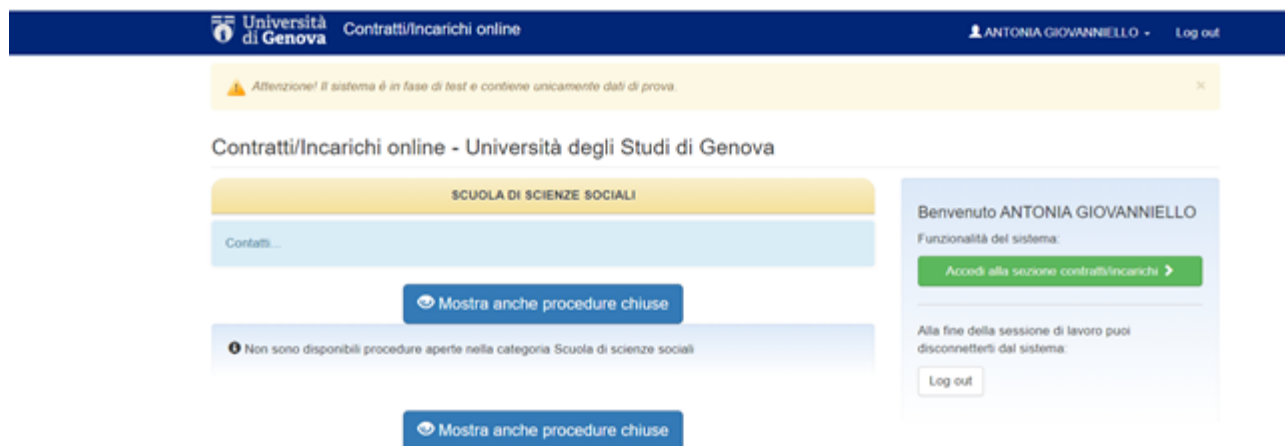 Università
di Genova
Contratti/Incarichi online
ANTONIA GIOVANNIELLO
Log out
Attenzione! Il sistema è in fase di test e contiene unicamente dati di prova.
×
Contratti/Incarichi online - Università degli Studi di Genova
SCUOLA DI SCIENZE SOCIALI
Contatti...
Mostra anche procedure chiuse
Non sono disponibili procedure aperte nella categoria Scuola di scienze sociali
Mostra anche procedure chiuse
Benvenuto ANTONIA GIOVANNIELLO
Funzionalità del sistema:
Accedi alla sezione contratti/incarichi
Alla fine della sessione di lavoro puoi
disconnetterti dal sistema:
Log out